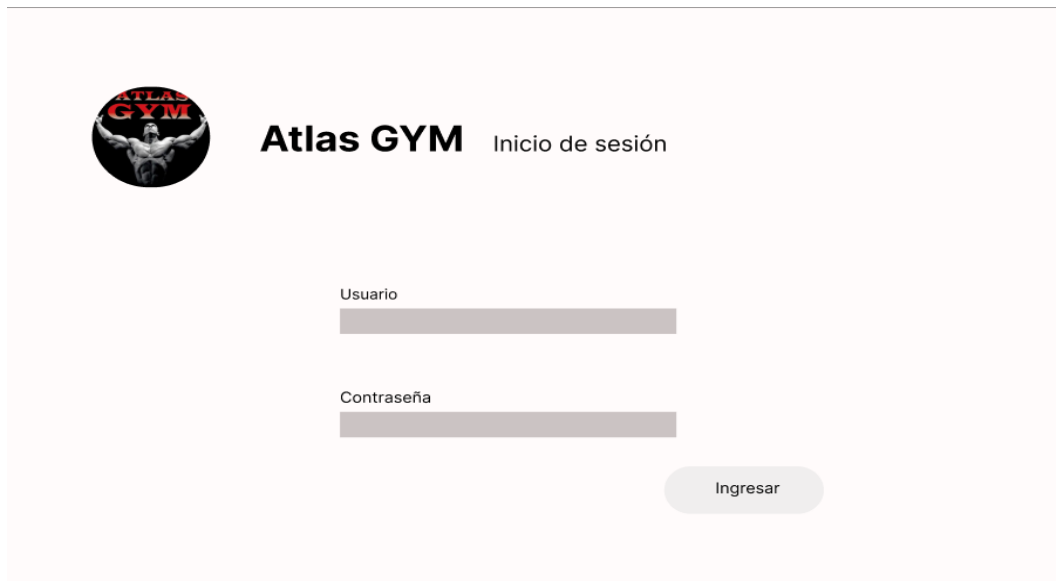 ATLAS
GYM
Atlas GYM Inicio de sesión
Usuario
Contraseña
Ingresar